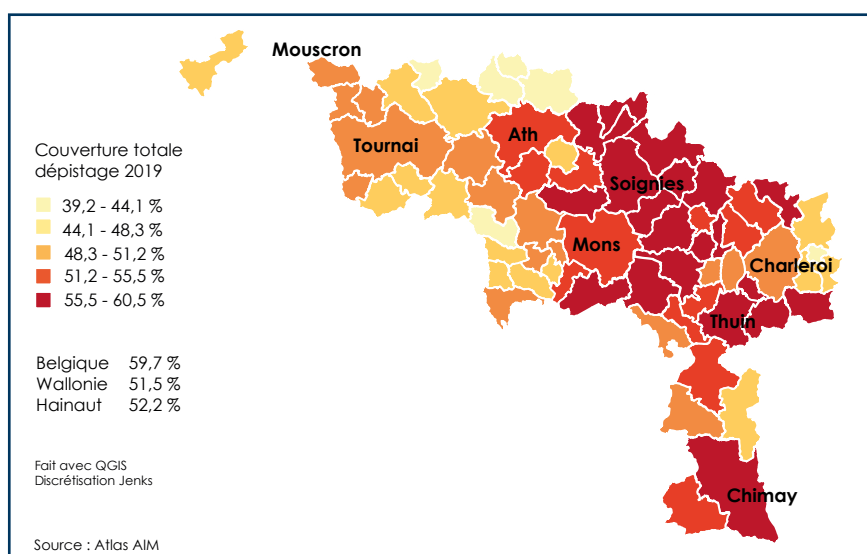 Mouscron
Ath
Tournai
Soignies
Mons
Charleroi
Thuin
Chimay
Couverture totale
dépistage 2019
39,2 - 44,1 %
44,1 - 48,3 %
48,3 - 51,2 %
51,2 - 55,5 %
55,5 - 60,5 %
Belgique 59,7 %
Wallonie 51,5 %
Hainaut 52,2 %
Fait avec QGIS
Discrétisation Jenks
Source : Atlas AIM